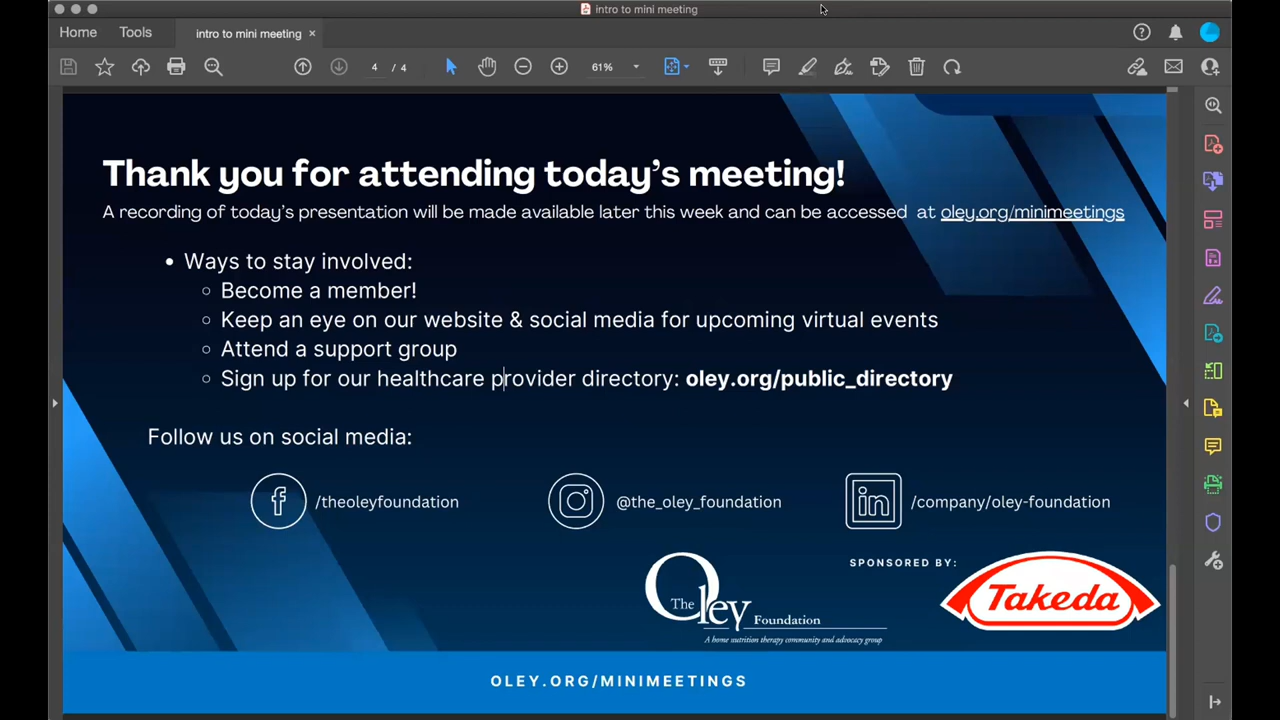 intro to mini meeting
Home
Tools
intro to mini meeting ×
4 / 4
61%
Thank you for attending today's meeting!
A recording of today's presentation will be made available later this week and can be accessed at oley.org/minimeetings
• Ways to stay involved:
○ Become a member!
○ Keep an eye on our website & social media for upcoming virtual events
○ Attend a support group
○ Sign up for our healthcare provider directory: oley.org/public_directory
Follow us on social media:
/theoleyfoundation
@the_oley_foundation
/company/oley-foundation
SPONSORED BY:
Takeda
The Oley Foundation
A home nutrition therapy community and advocacy group
OLEY.ORG/MINIMEETINGS